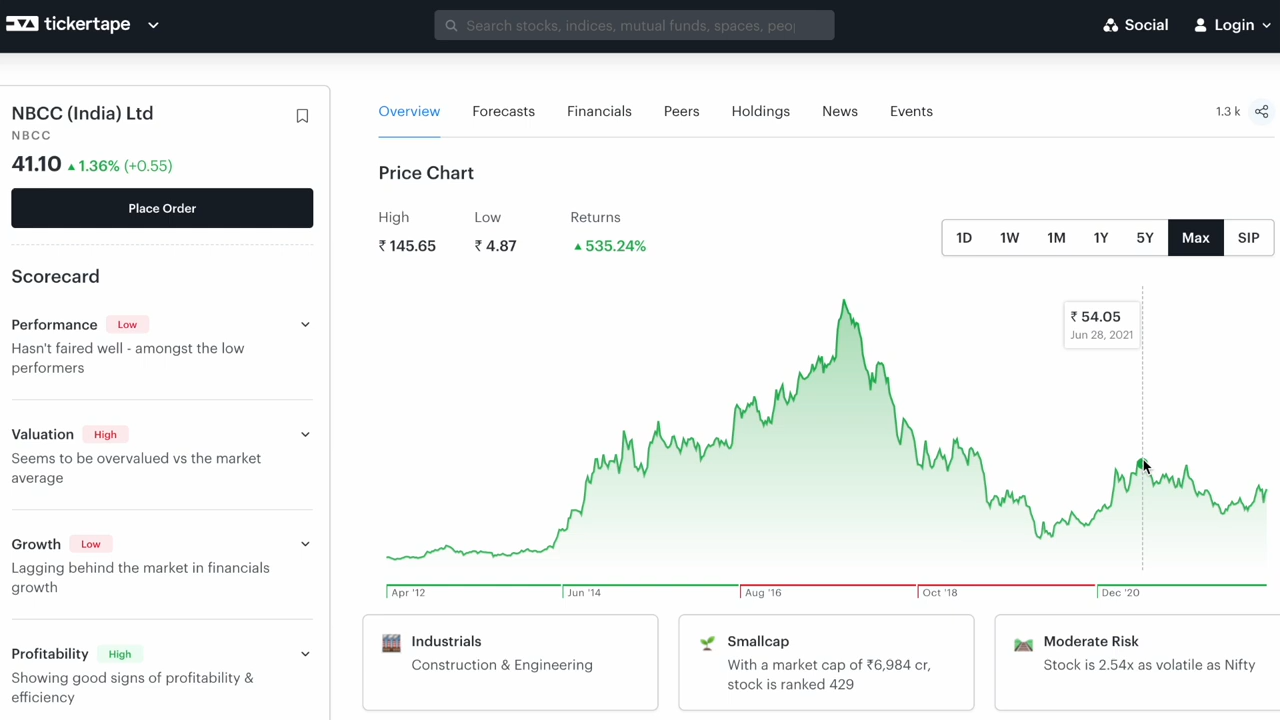 tickertape
Search stocks, indices, mutual funds, spaces, peo
Social
Login
NBCC (India) Ltd
NBCC
41.10 ▲ 1.36% (+0.55)
Place Order
Scorecard
Performance Low
Hasn't faired well - amongst the low
performers
Valuation High
Seems to be overvalued vs the market
average
Growth Low
Lagging behind the market in financials
growth
Profitability High
Showing good signs of profitability &
efficiency
Overview Forecasts Financials Peers Holdings News Events
1.3 k
Price Chart
High Low Returns
₹ 145.65 ₹ 4.87 ▲ 535.24%
1D 1W 1M 1Y 5Y Max SIP
₹ 54.05
Jun 28, 2021
Apr '12 Jun '14 Aug '16 Oct '18 Dec '20
Industrials
Construction & Engineering
Smallcap
With a market cap of ₹6,984 cr,
stock is ranked 429
Moderate Risk
Stock is 2.54x as volatile as Nifty